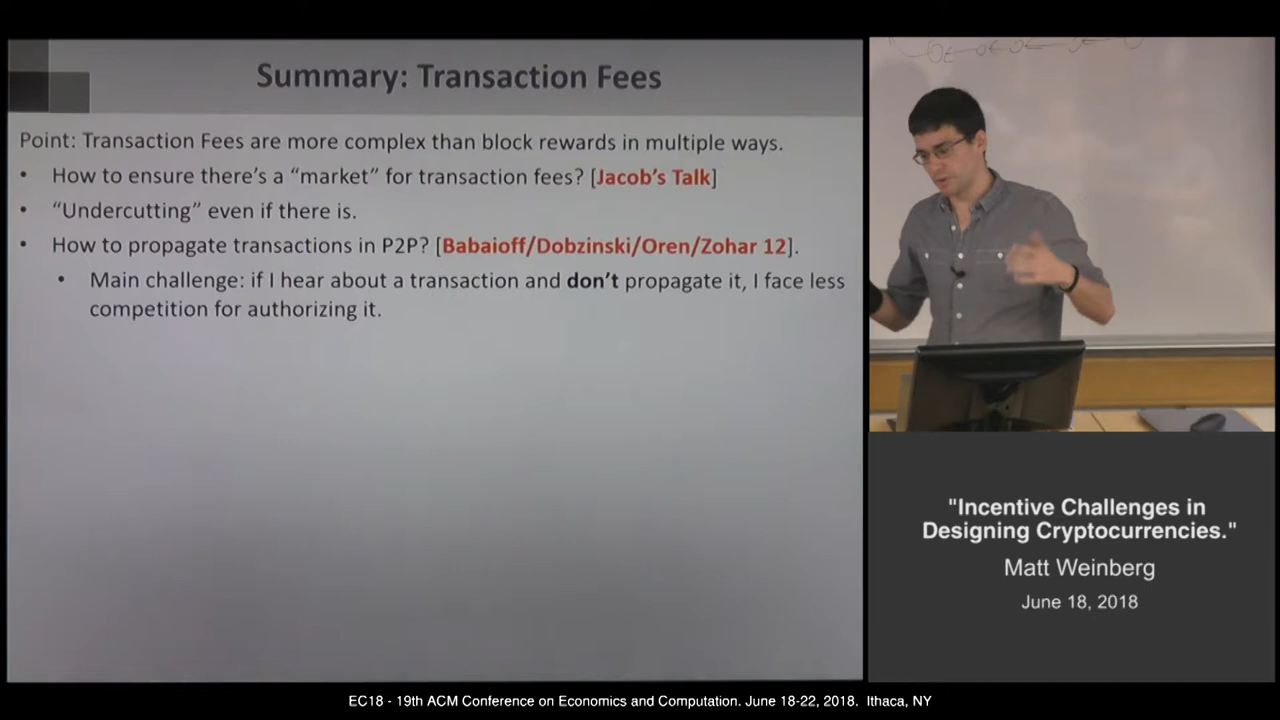 Summary: Transaction Fees
Point: Transaction Fees are more complex than block rewards in multiple ways.
• How to ensure there's a “market” for transaction fees? [Jacob's Talk]
• “Undercutting” even if there is.
• How to propagate transactions in P2P? [Babaioff/Dobzinski/Oren/Zohar 12].
• Main challenge: if I hear about a transaction and don't propagate it, I face less
competition for authorizing it.
"Incentive Challenges in
Designing Cryptocurrencies."
Matt Weinberg
June 18, 2018
EC18 - 19th ACM Conference on Economics and Computation. June 18-22, 2018. Ithaca, NY